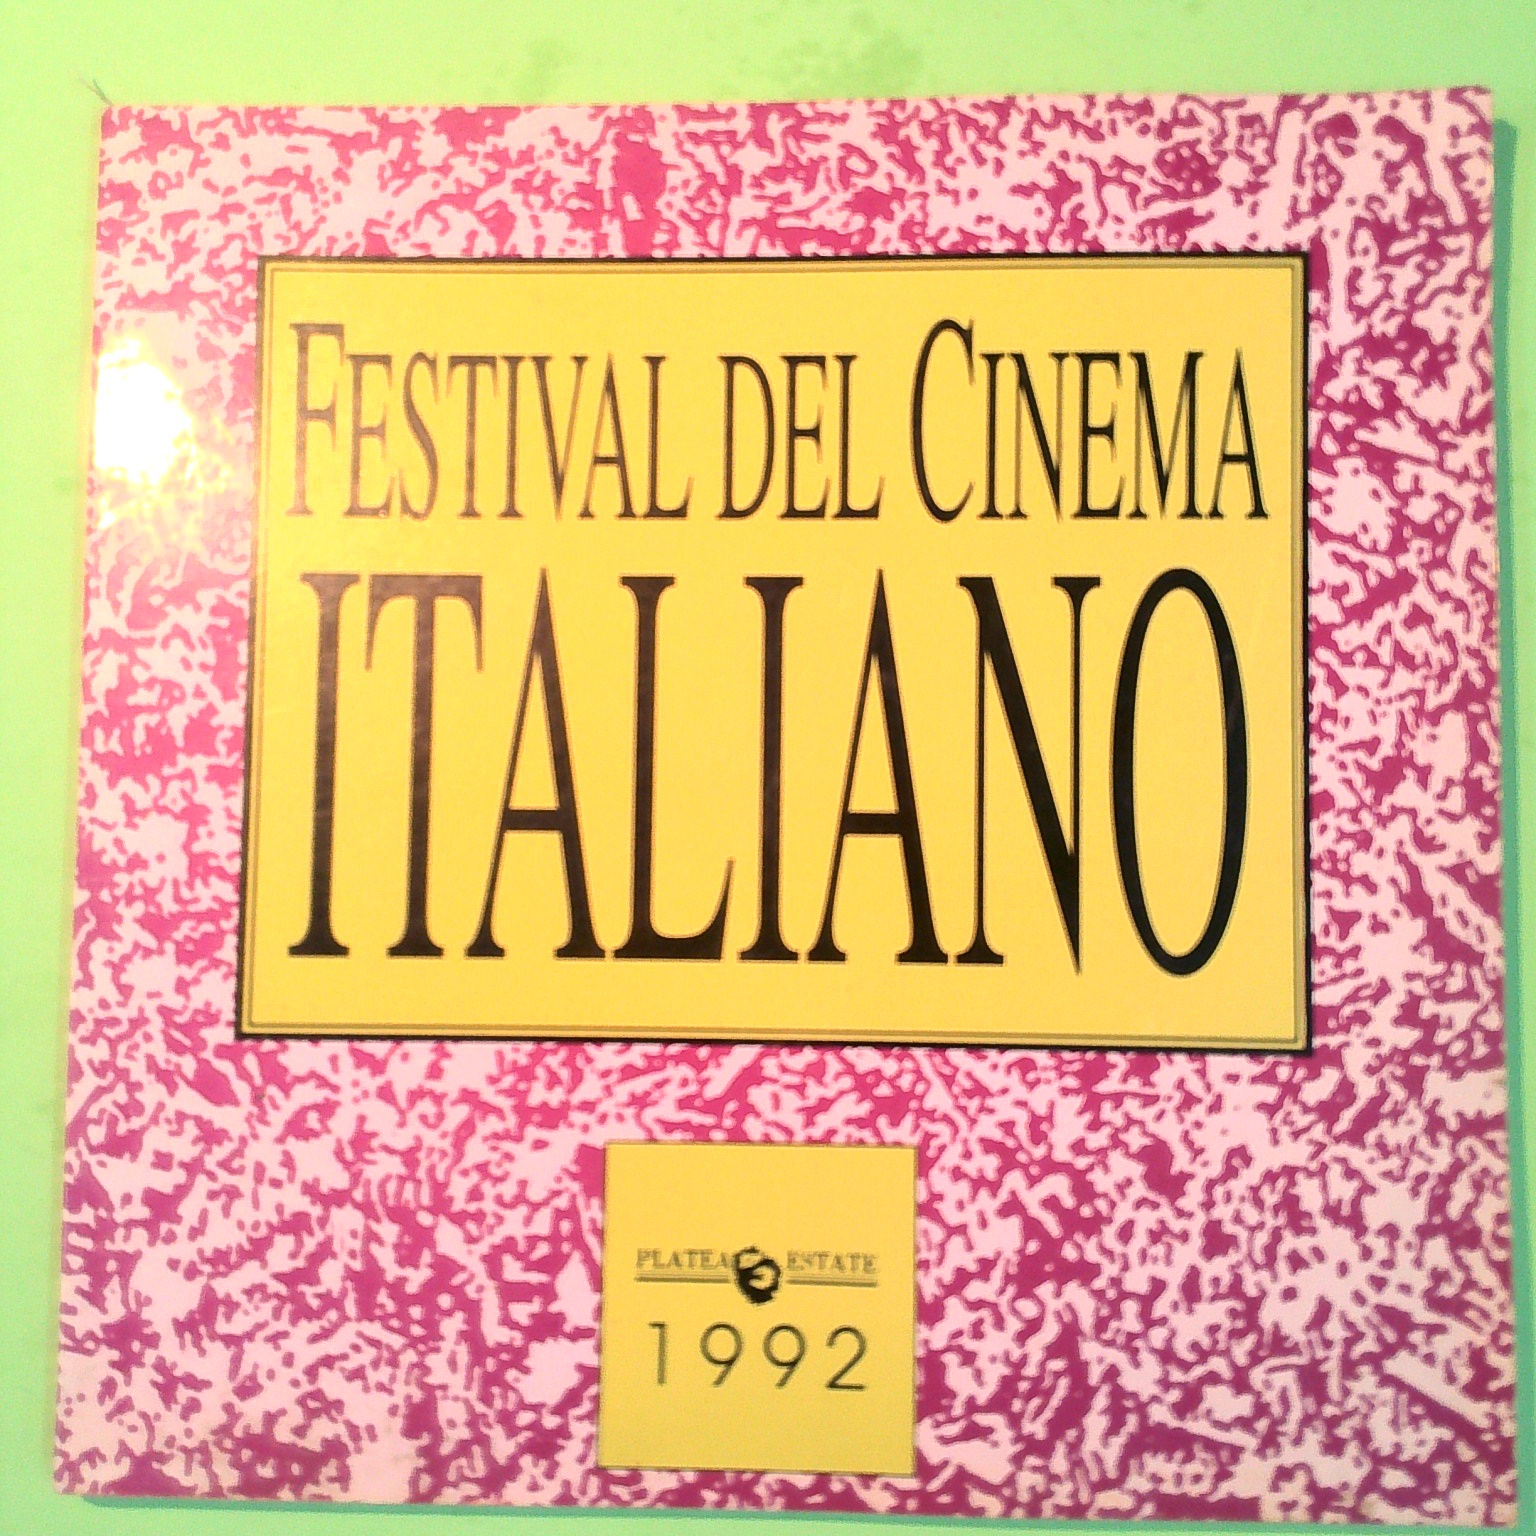 FESTIVAL DEL CINEMA
ITALIANO
PLATEA ESTATE
1992